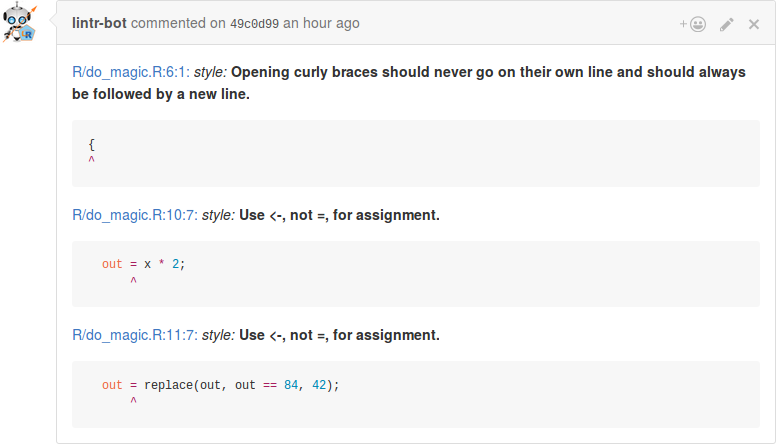 lintr-bot commented on 49c0d99 an hour ago
R/do_magic.R:6:1: style: Opening curly braces should never go on their own line and should always
be followed by a new line.
{
^
R/do_magic.R:10:7: style: Use <-, not =, for assignment.
out = x * 2;
^
R/do_magic.R:11:7: style: Use <-, not =, for assignment.
out = replace(out, out == 84, 42);
^